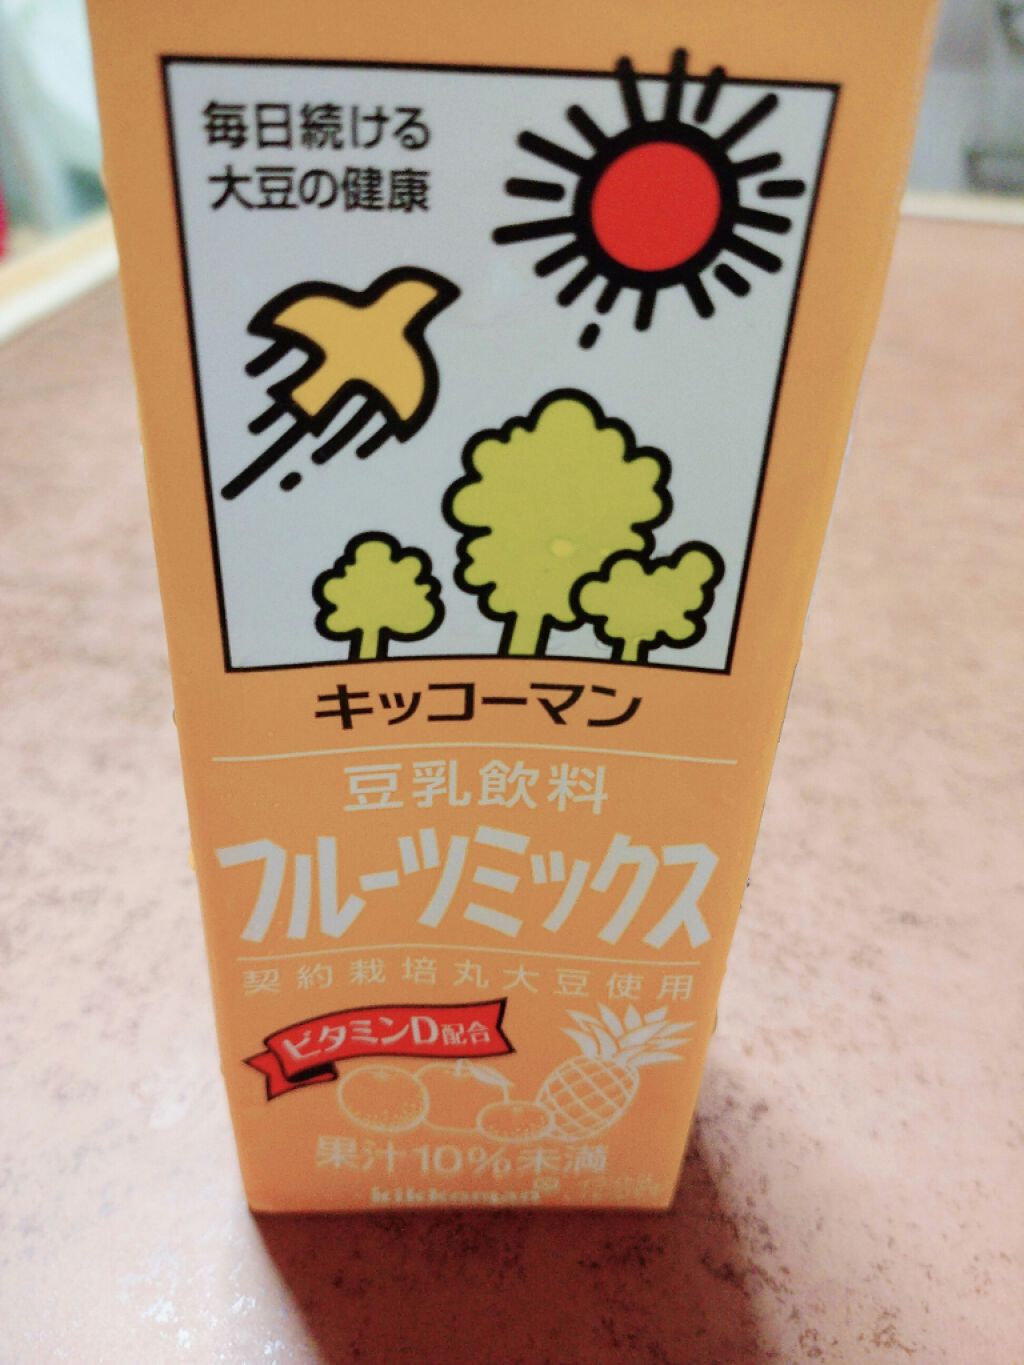 毎日続ける
大豆の健康
キッコーマン
豆乳飲料
フルーツミックス
契約栽培丸大豆使用
ビタミンD配合
果汁10%未満
kikkoman